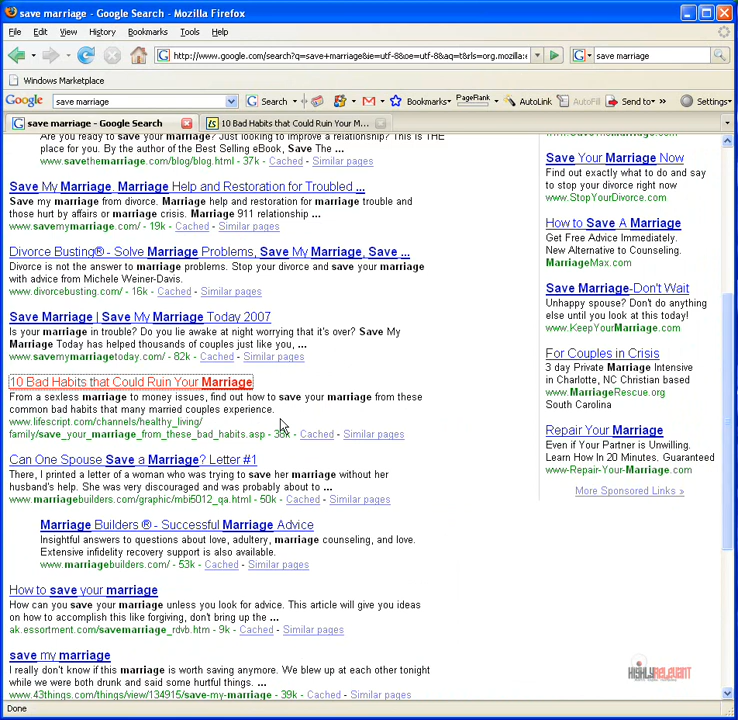 save marriage - Google Search - Mozilla Firefox
File Edit View History Bookmarks Tools Help
http://www.google.com/search?q=save+marriage&ie=utf-8&oe=utf-8&aq=t&rls=org.mozilla:e
save marriage
Windows Marketplace
Google save marriage Search Bookmarks PageRank AutoLink AutoFill Send to Settings
save marriage - Google Search
10 Bad Habits that Could Ruin Your M...
Are you ready to save your marriage? Just looking to improve a relationship? This is THE
place for you. By the author of the Best Selling eBook, Save The ...
www.savethemarriage.com/blog/blog.html - 37k - Cached - Similar pages
Save My Marriage, Marriage Help and Restoration for Troubled ...
Save my marriage from divorce. Marriage help and restoration for marriage trouble and
those hurt by affairs or marriage crisis. Marriage 911 relationship ...
www.savemymarriage.com/ - 19k - Cached - Similar pages
Divorce Busting® - Solve Marriage Problems, Save My Marriage, Save ...
Divorce is not the answer to marriage problems. Stop your divorce and save your marriage
with advice from Michele Weiner-Davis.
www.divorcebusting.com/ - 16k - Cached - Similar pages
Save Marriage | Save My Marriage Today 2007
Is your marriage in trouble? Do you lie awake at night worrying that it's over? Save My
Marriage Today has helped thousands of couples just like you, ...
www.savemymarriagetoday.com/ - 82k - Cached - Similar pages
10 Bad Habits that Could Ruin Your Marriage
From a sexless marriage to money issues, find out how to save your marriage from these
common bad habits that many married couples experience.
www.lifescript.com/channels/healthy_living/
family/save_your_marriage_from_these_bad_habits.asp - 38k - Cached - Similar pages
Can One Spouse Save a Marriage? Letter #1
There, I printed a letter of a woman who was trying to save her marriage without her
husband's help. She was very discouraged and was probably about to ...
www.marriagebuilders.com/graphic/mbi5012_qa.html - 50k - Cached - Similar pages
Marriage Builders ® - Successful Marriage Advice
Insightful answers to questions about love, adultery, marriage counseling, and love.
Extensive infidelity recovery support is also available.
www.marriagebuilders.com/ - 53k - Cached - Similar pages
How to save your marriage
How can you save your marriage unless you look for advice. This article will give you ideas
on how to accomplish this like forgiving, don't bring up the ...
ak.essortment.com/savemarriage_rdvb.htm - 9k - Cached - Similar pages
save my marriage
I really don't know if this marriage is worth saving anymore. We blew up at each other tonight
while we were both drunk and said some hurtful things. ...
www.43things.com/things/view/134915/save-my-marriage - 39k - Cached - Similar pages
www.SaveTheMarriage.com
Save Your Marriage Now
Find out exactly what to do and say
to stop your divorce right now
www.StopYourDivorce.com
How to Save A Marriage
Get Free Advice Immediately.
New Alternative to Counseling.
MarriageMax.com
Save Marriage-Don't Wait
Unhappy spouse? Don't do anything
else until you look at this today!
www.KeepYourMarriage.com
For Couples in Crisis
3 day Private Marriage Intensive
in Charlotte, NC Christian based
www.MarriageRescue.org
South Carolina
Repair Your Marriage
Even if Your Partner is Unwilling.
Learn How In 20 Minutes. Guaranteed
www-Repair-Your-Marriage.com
More Sponsored Links »
HIGHLY RELEVANT
Done